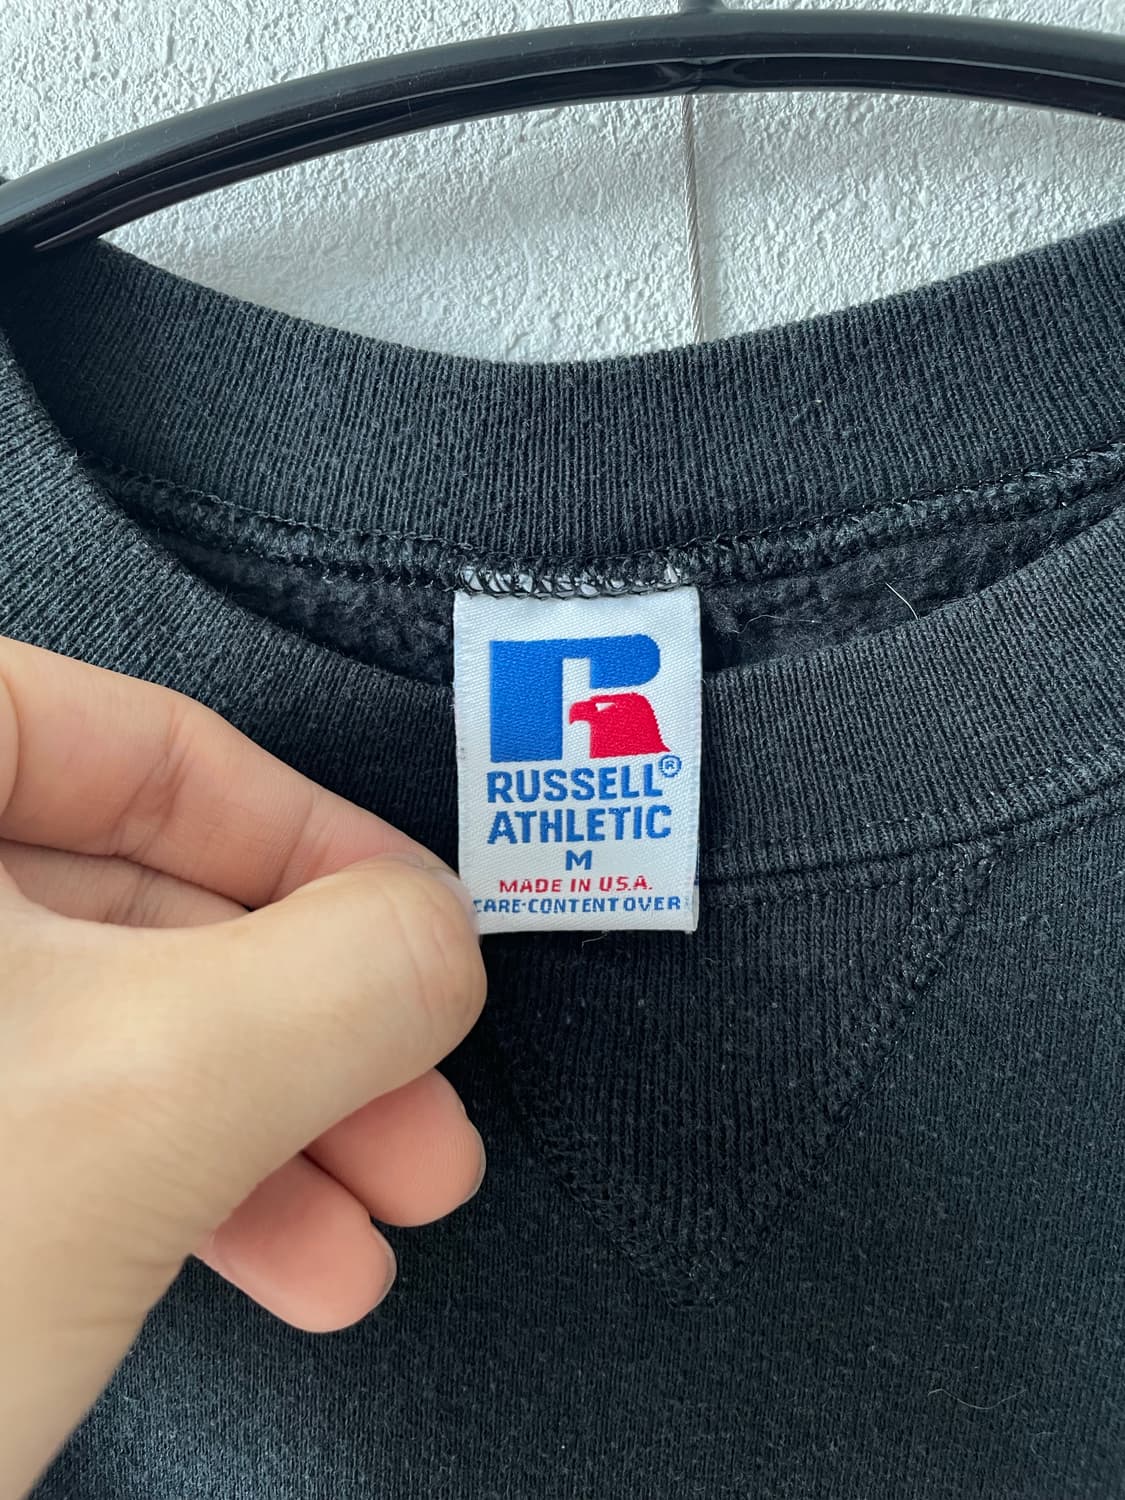 R
RUSSELL®
ATHLETIC
M
MADE IN U.S.A.
CARE-CONTENT OVER